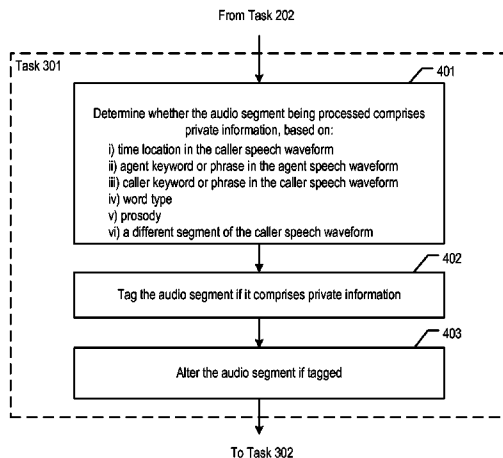 From Task 202
Task 301
401
Determine whether the audio segment being processed comprises
private information, based on:
i) time location in the caller speech waveform
ii) agent keyword or phrase in the agent speech waveform
iii) caller keyword or phrase in the caller speech waveform
iv) word type
v) prosody
vi) a different segment of the caller speech waveform
402
Tag the audio segment if it comprises private information
403
Alter the audio segment if tagged
To Task 302